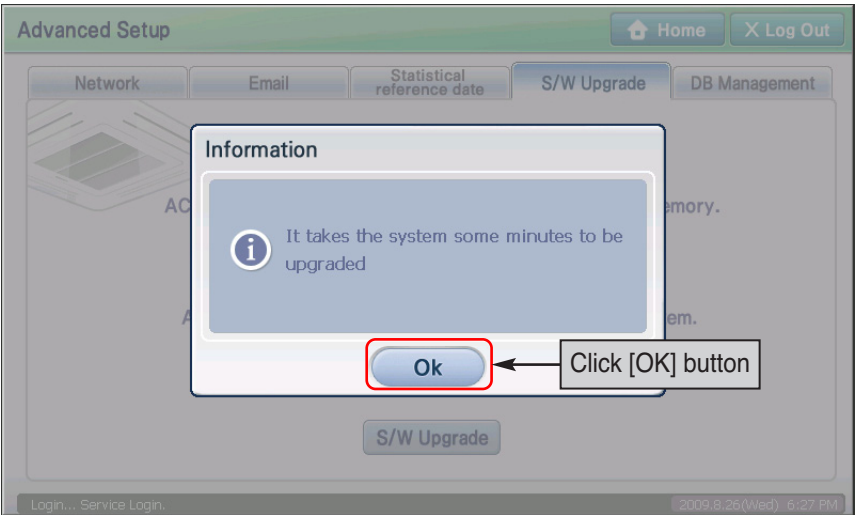 Advanced Setup
Home
X Log Out
Network
Email
Statistical
reference date
S/W Upgrade
DB Management
Information
AC
emory.
It takes the system some minutes to be
upgraded
A
em.
Ok
Click [OK] button
S/W Upgrade
Login... Service Login.
2009.8.26(Wed) 6:27 PM